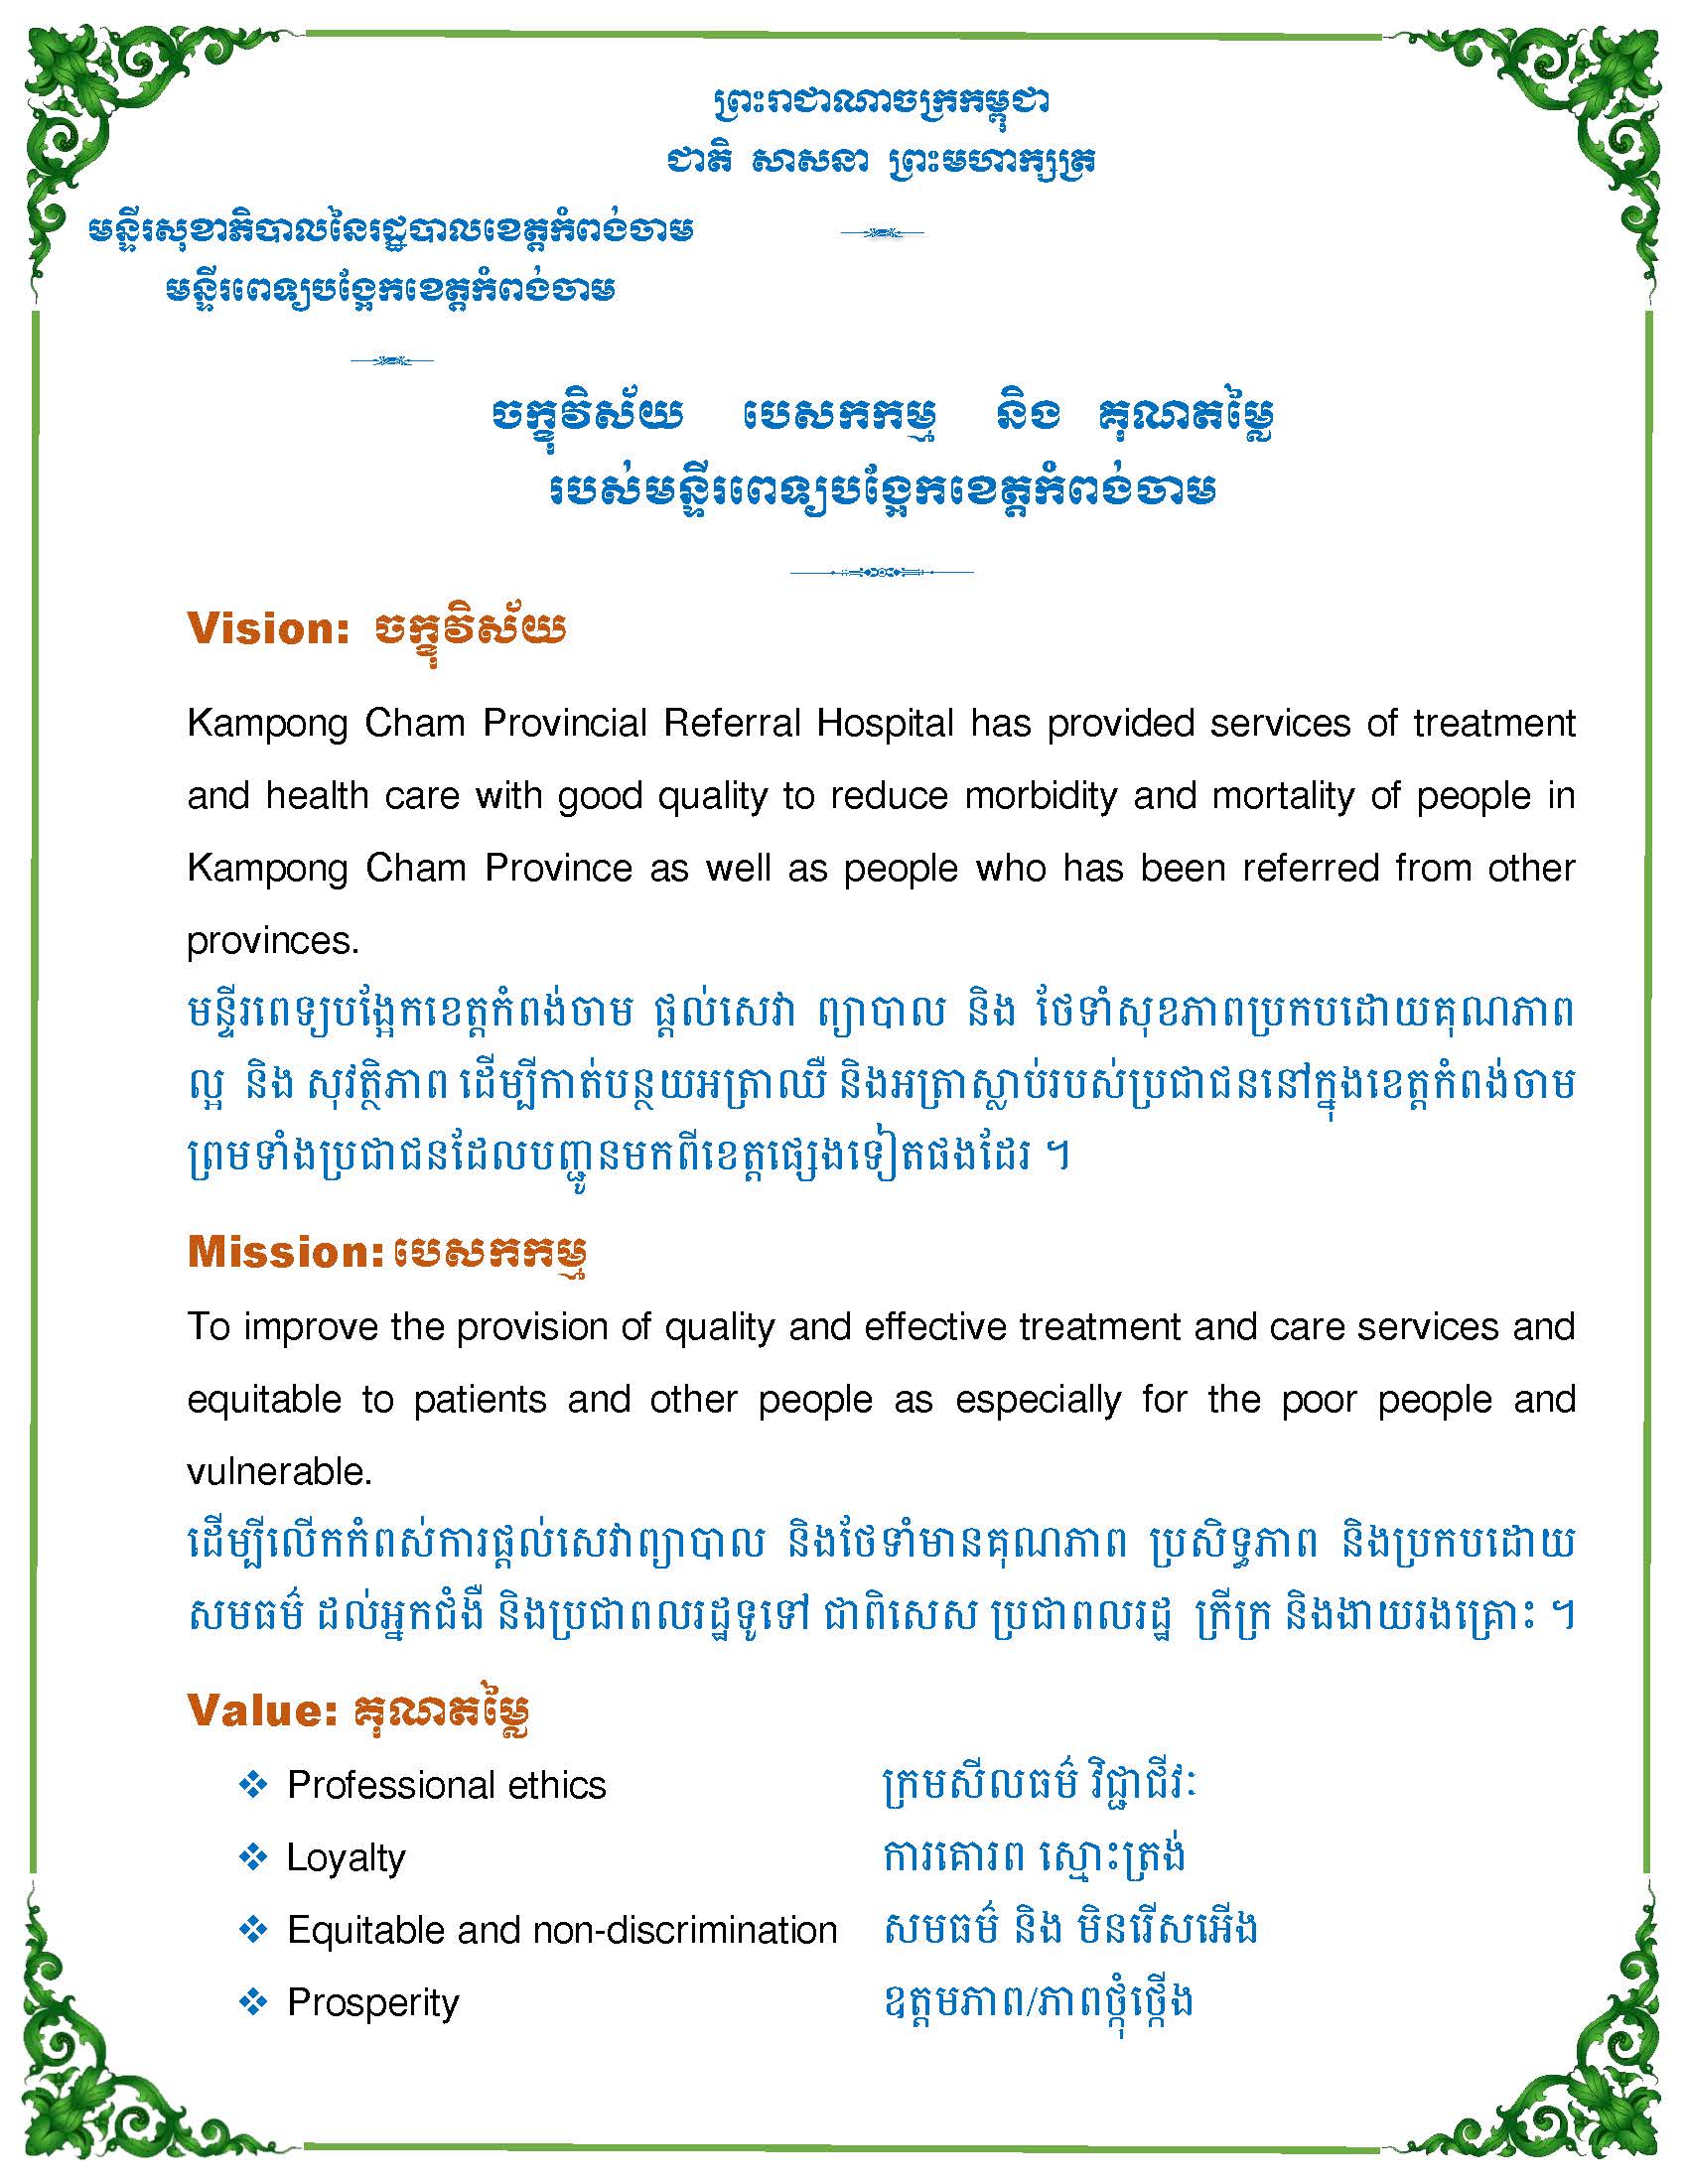 ព្រះរាជាណាចក្រកម្ពុជា
ជាតិ សាសនា ព្រះមហាក្សត្រ
មន្ទីរសុខាភិបាលនៃរដ្ឋបាលខេត្តកំពង់ចាម
មន្ទីរពេទ្យបង្អែកខេត្តកំពង់ចាម
ចក្ខុវិស័យ បេសកកម្ម និង គុណតម្លៃ
របស់មន្ទីរពេទ្យបង្អែកខេត្តកំពង់ចាម
Vision: ចក្ខុវិស័យ
Kampong Cham Provincial Referral Hospital has provided services of treatment
and health care with good quality to reduce morbidity and mortality of people in
Kampong Cham Province as well as people who has been referred from other
provinces.
មន្ទីរពេទ្យបង្អែកខេត្តកំពង់ចាម ផ្តល់សេវា ព្យាបាល និង ថែទាំសុខភាពប្រកបដោយគុណភាព
ល្អ និង សុវត្ថិភាព ដើម្បីកាត់បន្ថយអត្រាឈឺ និងអត្រាស្លាប់របស់ប្រជាជននៅក្នុងខេត្តកំពង់ចាម
ព្រមទាំងប្រជាជនដែលបញ្ជូនមកពីខេត្តផ្សេងទៀតផងដែរ ។
Mission: បេសកកម្ម
To improve the provision of quality and effective treatment and care services and
equitable to patients and other people as especially for the poor people and
vulnerable.
ដើម្បីលើកកំពស់ការផ្តល់សេវាព្យាបាល និងថែទាំមានគុណភាព ប្រសិទ្ធភាព និងប្រកបដោយ
សមធម៌ ដល់អ្នកជំងឺ និងប្រជាពលរដ្ឋទូទៅ ជាពិសេស ប្រជាពលរដ្ឋ ក្រីក្រ និងងាយរងគ្រោះ ។
Value: គុណតម្លៃ
❖ Professional ethics ក្រមសីលធម៌ វិជ្ជាជីវៈ
❖ Loyalty ការគោរព ស្មោះត្រង់
❖ Equitable and non-discrimination សមធម៌ និង មិនរើសអើង
❖ Prosperity ឧត្តមភាព/ភាពថ្កុំថ្កើង